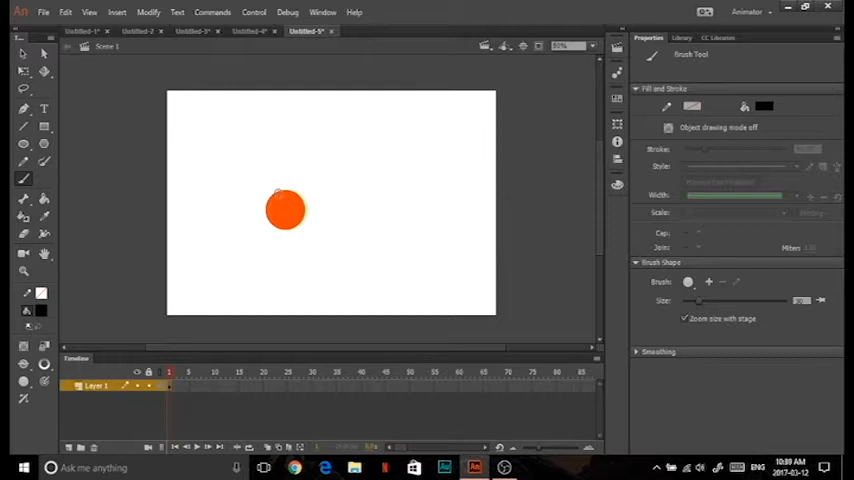 An File Edit View Insert Modify Text Commands Control Debug Window Help Animator
Untitled-1* × Untitled-2 × Untitled-3* × Untitled-4* × Untitled-5* ×
Scene 1
Properties Library CC Libraries
Brush Tool
Fill and Stroke
Object drawing mode off
Stroke:
Style:
Width:
Scale:
Cap:
Join: Miter:
Brush Shape
Brush:
Size:
Zoom size with stage
Smoothing
Timeline
1 5 10 15 20 25 30 35 40 45 50 55 60 65 70 75 80 85
Layer 1
Ask me anything
ENG
10:39 AM
2017-03-12